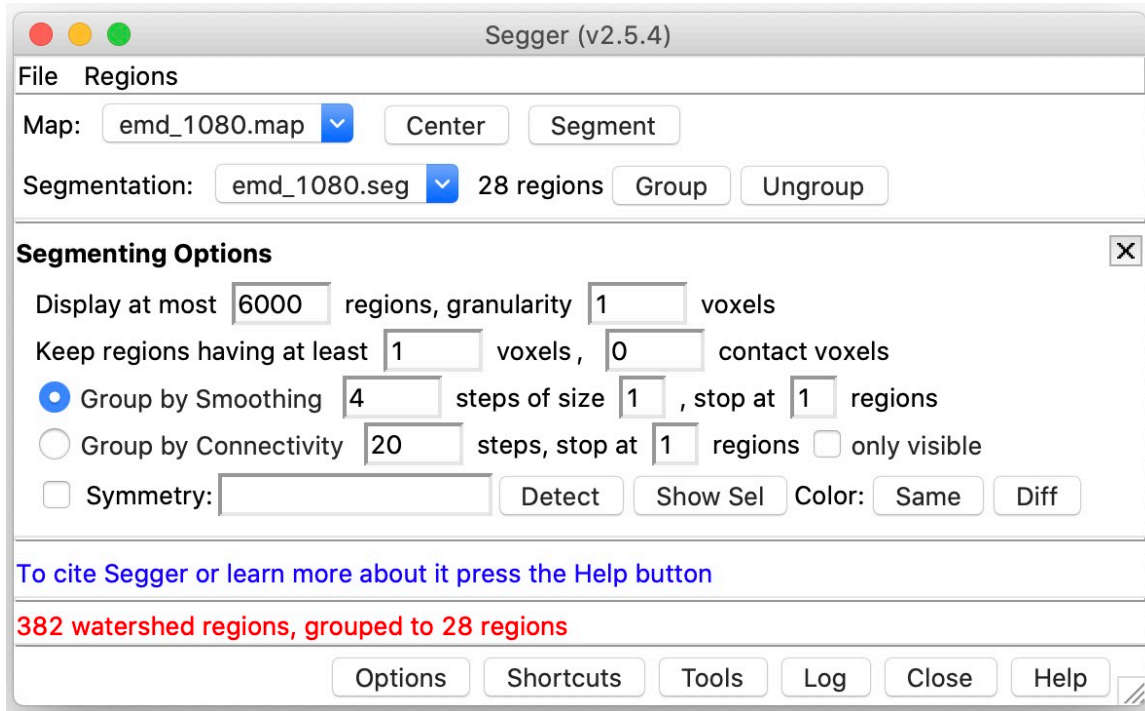 Segger (v2.5.4)
File Regions
Map: emd_1080.map Center Segment
Segmentation: emd_1080.seg 28 regions Group Ungroup
Segmenting Options
Display at most 6000 regions, granularity 1 voxels
Keep regions having at least 1 voxels , 0 contact voxels
Group by Smoothing 4 steps of size 1 , stop at 1 regions
Group by Connectivity 20 steps, stop at 1 regions only visible
Symmetry: Detect Show Sel Color: Same Diff
To cite Segger or learn more about it press the Help button
382 watershed regions, grouped to 28 regions
Options Shortcuts Tools Log Close Help